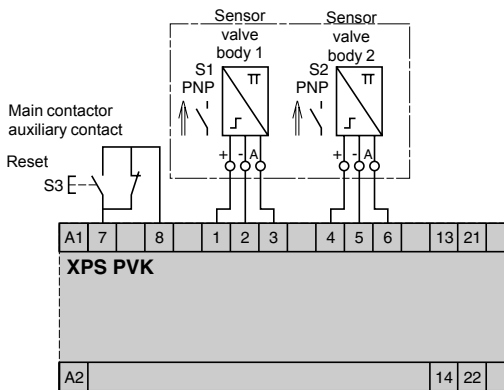 Sensor
valve
body 1
Sensor
valve
body 2
S1
PNP
S2
PNP
π
π
Main contactor
auxiliary contact
Reset
S3
+ - A
+ - A
A1 7 8 1 2 3 4 5 6 13 21
XPS PVK
A2 14 22